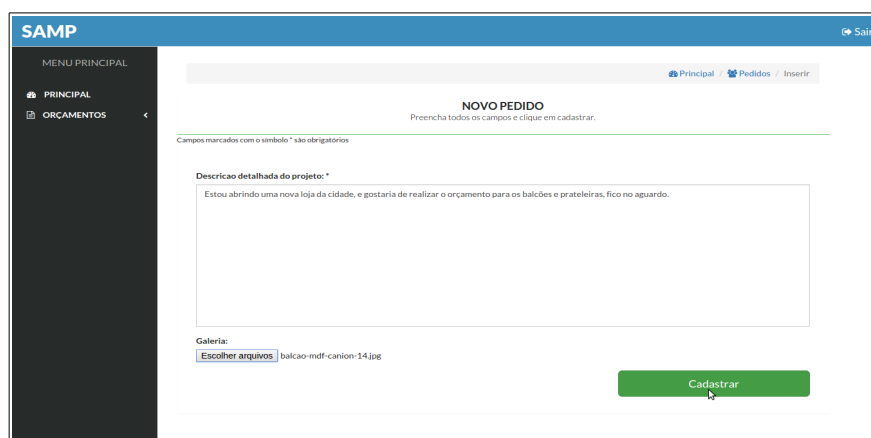 SAMP
Sair
MENU PRINCIPAL
PRINCIPAL
ORÇAMENTOS
Principal / Pedidos / Inserir
NOVO PEDIDO
Preencha todos os campos e clique em cadastrar.
Campos marcados com o símbolo * são obrigatórios
Descricao detalhada do projeto: *
Estou abrindo uma nova loja da cidade, e gostaria de realizar o orçamento para os balcões e prateleiras, fico no aguardo.
Galeria:
Escolher arquivos balcao-mdf-canion-14.jpg
Cadastrar